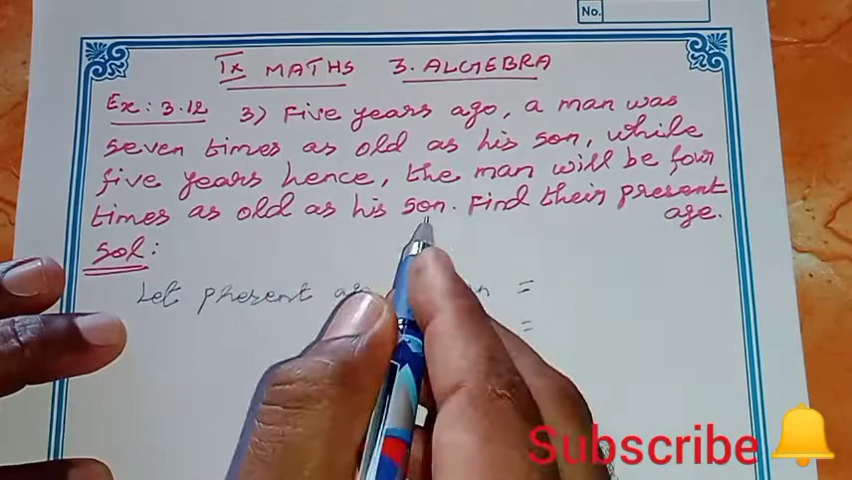 No.
IX MATHS 3. ALGEBRA
Ex: 3.12 3) Five years ago, a man was
seven times as old as his son, while
five years hence, the man will be four
times as old as his son. Find their present
age.
Sol:
Let present =
=
Subscribe